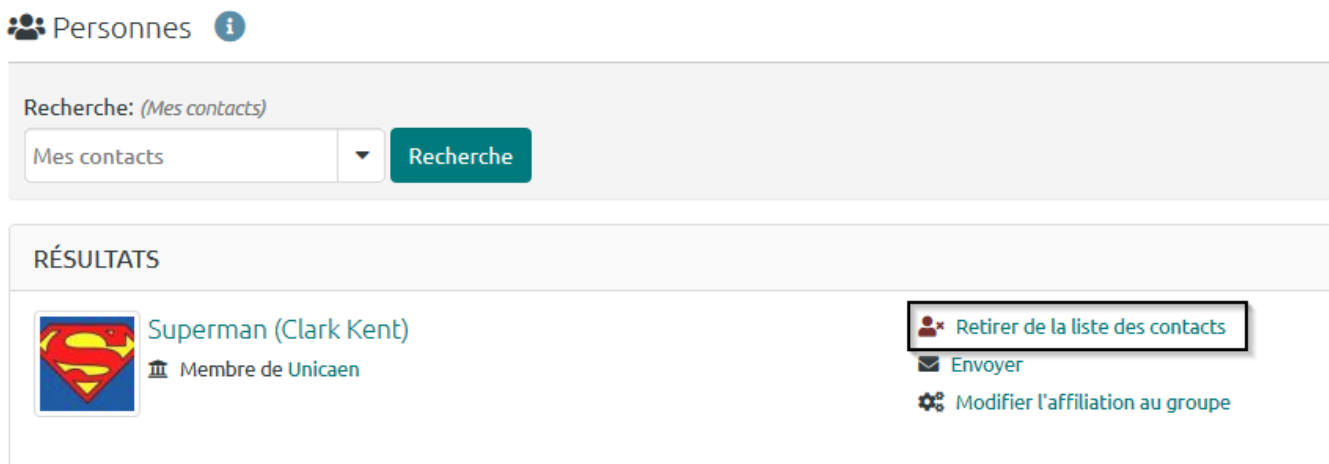 Personnes
Recherche: (Mes contacts)
Mes contacts
Recherche
RÉSULTATS
Superman (Clark Kent)
Membre de Unicaen
Retirer de la liste des contacts
Envoyer
Modifier l'affiliation au groupe